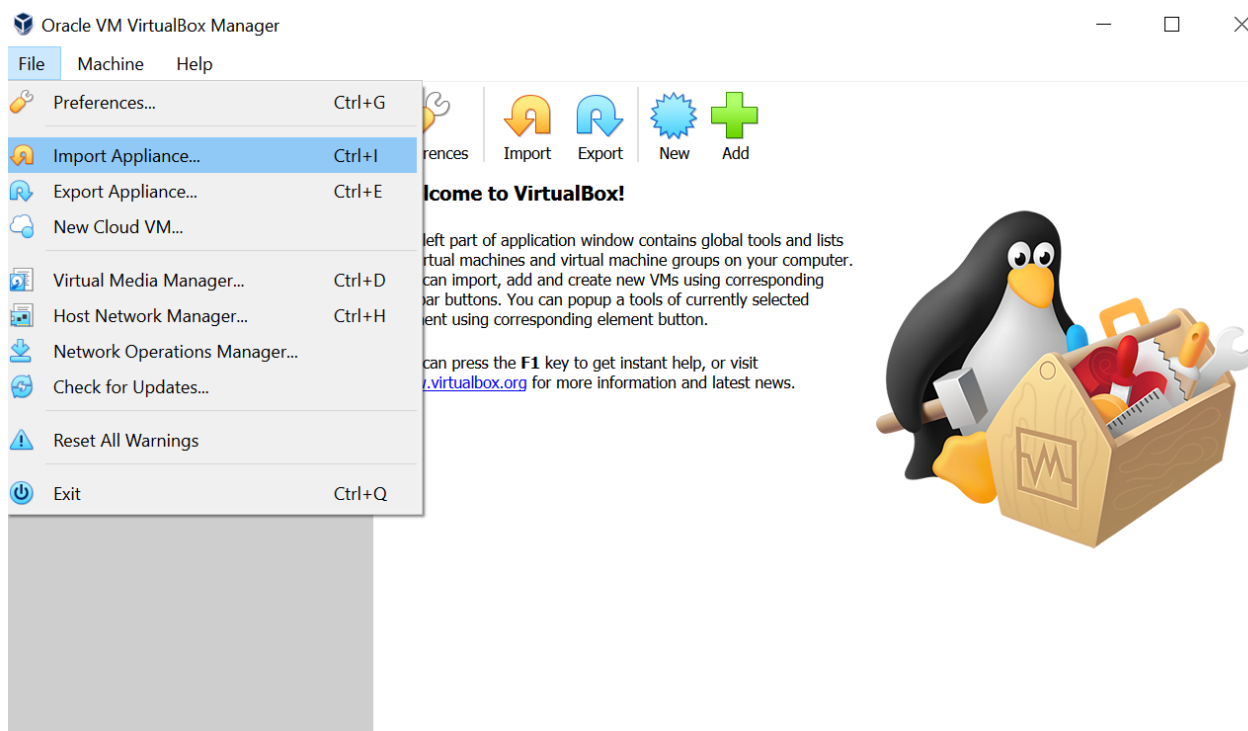 Oracle VM VirtualBox Manager
File Machine Help
Preferences... Ctrl+G
Import Appliance... Ctrl+I
Export Appliance... Ctrl+E
New Cloud VM...
Virtual Media Manager... Ctrl+D
Host Network Manager... Ctrl+H
Network Operations Manager...
Check for Updates...
Reset All Warnings
Exit Ctrl+Q
rences Import Export New Add
lcome to VirtualBox!
left part of application window contains global tools and lists
rtual machines and virtual machine groups on your computer.
can import, add and create new VMs using corresponding
bar buttons. You can popup a tools of currently selected
ent using corresponding element button.
can press the F1 key to get instant help, or visit
w.virtualbox.org for more information and latest news.